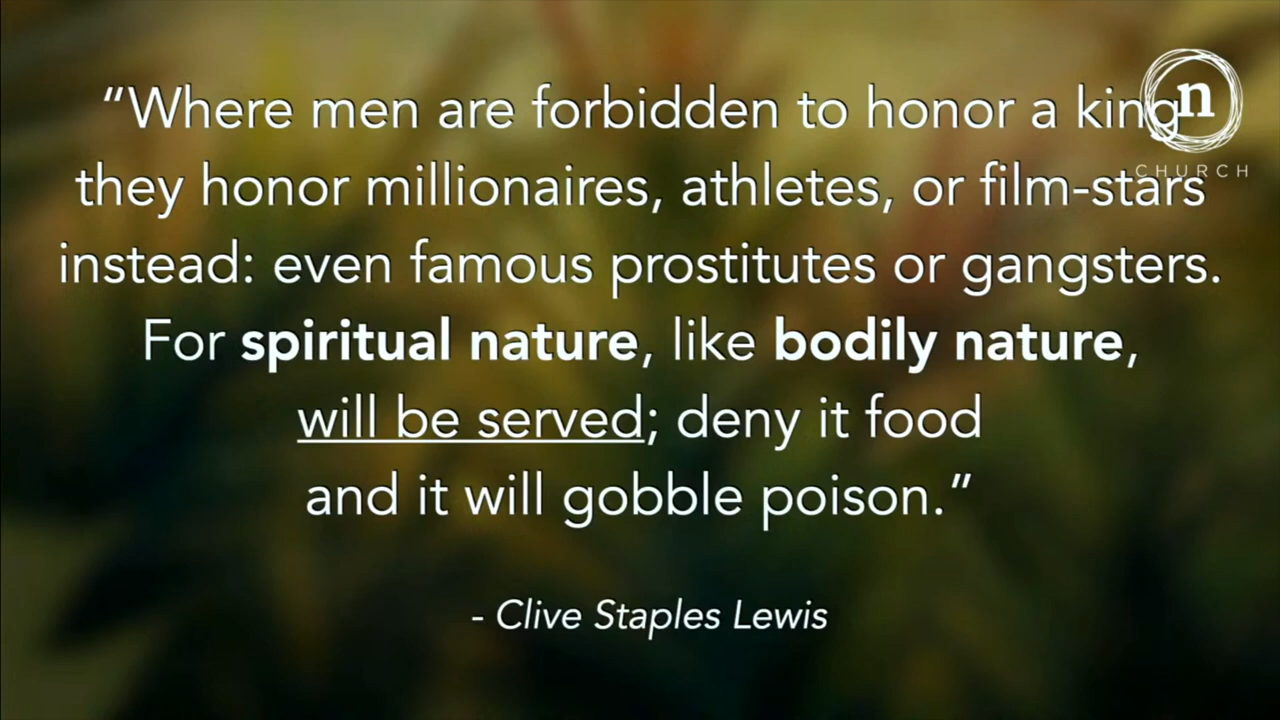 “Where men are forbidden to honor a king
they honor millionaires, athletes, or film-stars
instead: even famous prostitutes or gangsters.
For spiritual nature, like bodily nature,
will be served; deny it food
and it will gobble poison.”
- Clive Staples Lewis
n
CHURCH